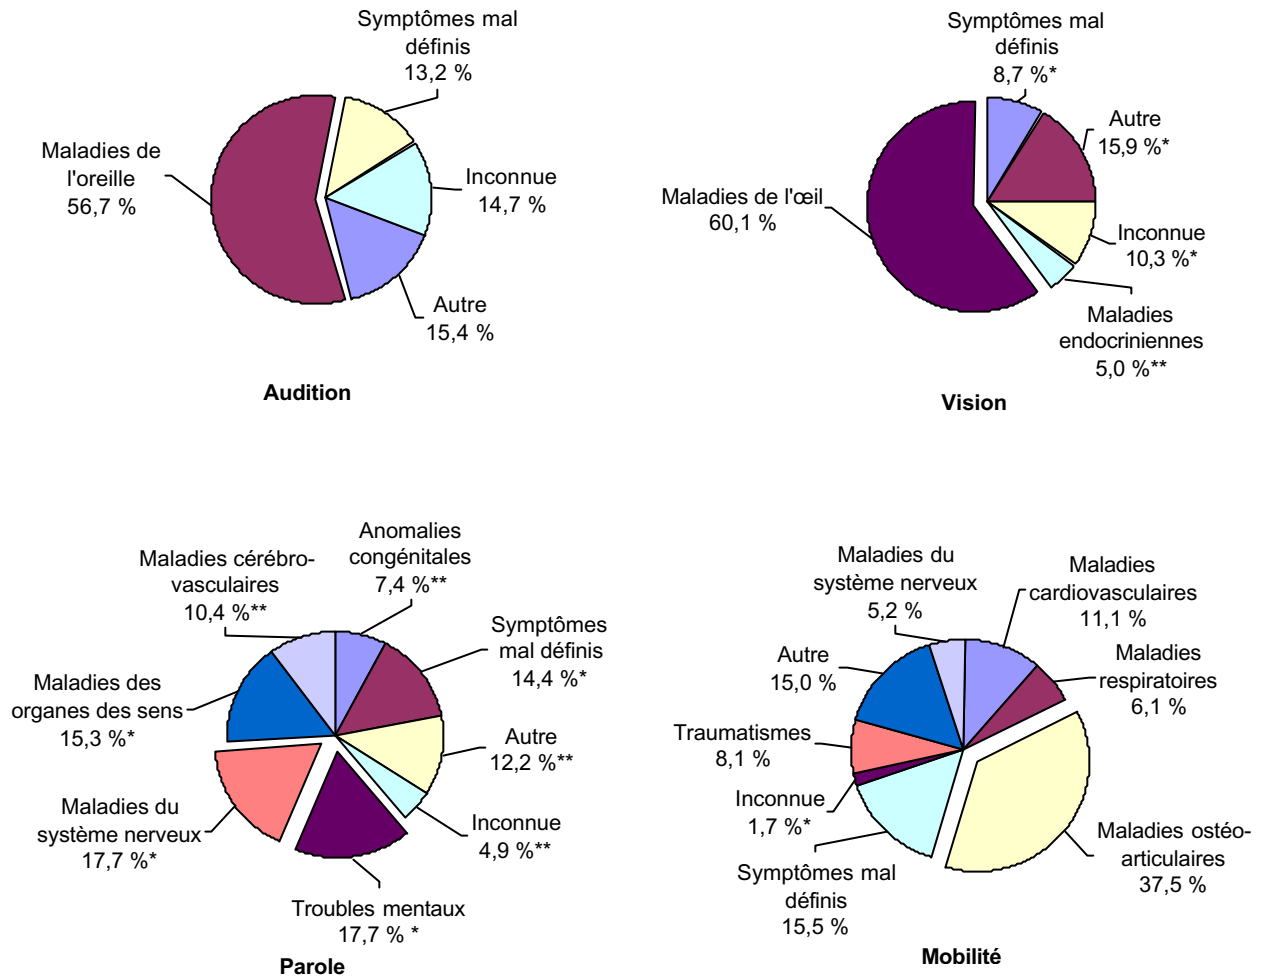 Symptômes mal
définis
13,2 %
Maladies de
l'oreille
56,7 %
Inconnue
14,7 %
Autre
15,4 %
Audition
Symptômes mal
définis
8,7 %*
Autre
15,9 %*
Maladies de l'œil
60,1 %
Inconnue
10,3 %*
Maladies
endocriniennes
5,0 %**
Vision
Anomalies
congénitales
7,4 %**
Maladies cérébro-
vasculaires
10,4 %**
Symptômes
mal définis
14,4 %*
Maladies des
organes des sens
15,3 %*
Autre
12,2 %**
Maladies du
système nerveux
17,7 %*
Inconnue
4,9 %**
Troubles mentaux
17,7 % *
Parole
Maladies du
système nerveux
5,2 %
Maladies
cardiovasculaires
11,1 %
Autre
15,0 %
Maladies
respiratoires
6,1 %
Traumatismes
8,1 %
Inconnue
1,7 %*
Maladies ostéo-
articulaires
37,5 %
Symptômes mal
définis
15,5 %
Mobilité